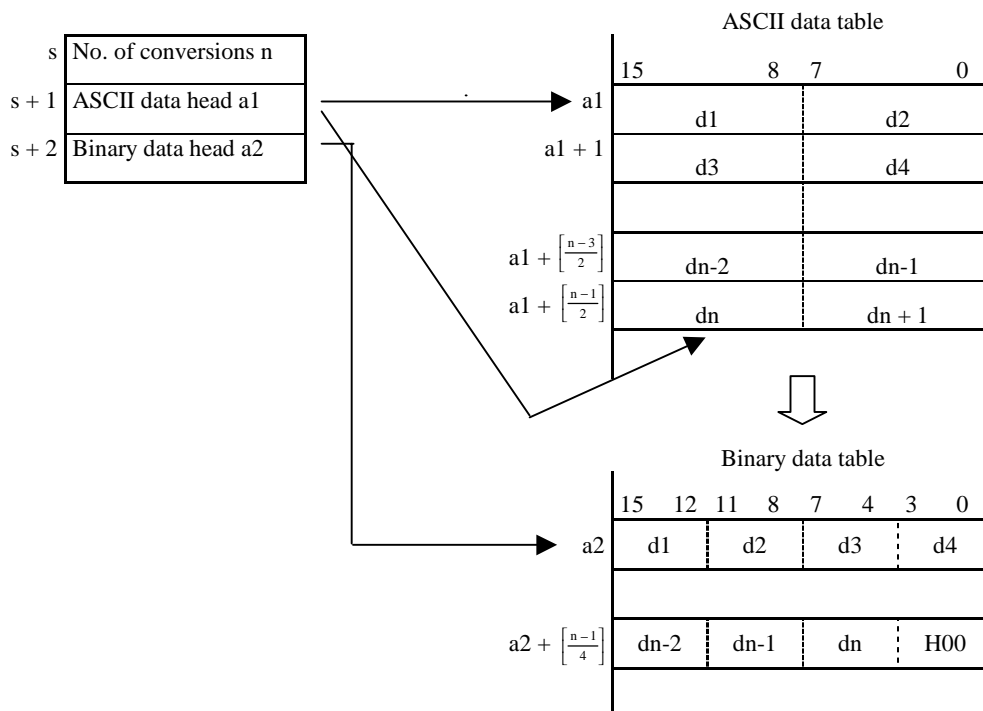 ASCII data table
s No. of conversions n
15 8 7 0
s + 1 ASCII data head a1
a1 d1 d2
s + 2 Binary data head a2
a1 + 1 d3 d4
a1 + [n − 3 / 2] dn-2 dn-1
a1 + [n − 1 / 2] dn dn + 1
Binary data table
15 12 11 8 7 4 3 0
a2 d1 d2 d3 d4
a2 + [n − 1 / 4] dn-2 dn-1 dn H00